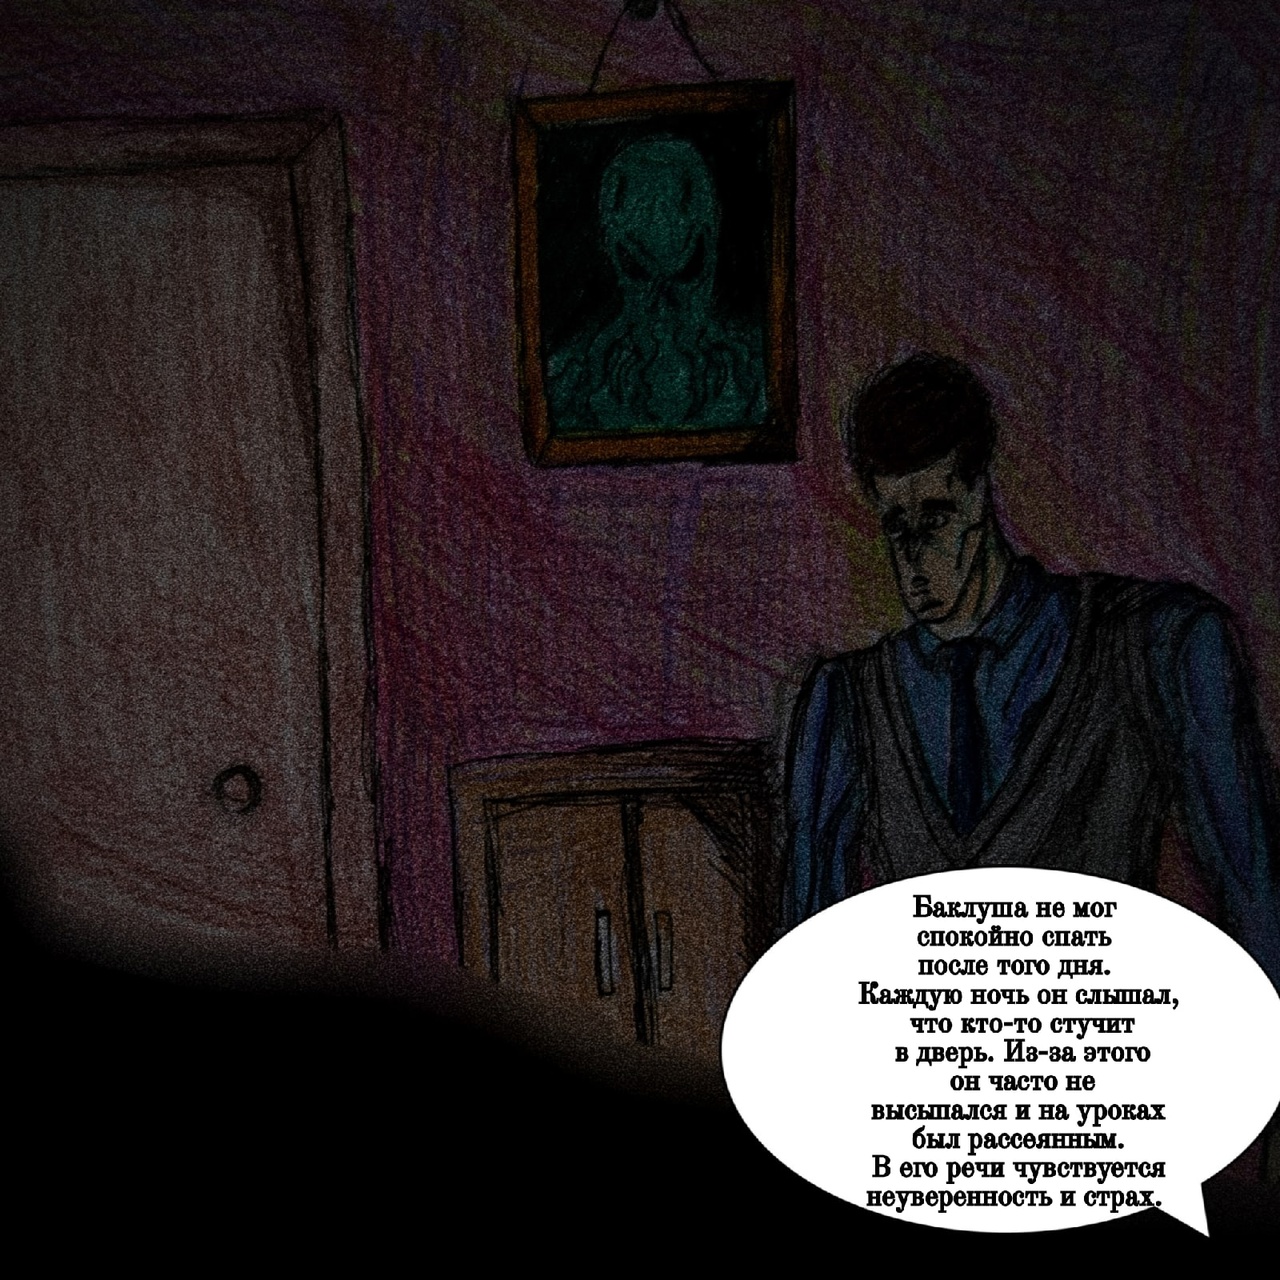 Баклуша не мог
спокойно спать
после того дня.
Каждую ночь он слышал,
что кто-то стучит
в дверь. Из-за этого
он часто не
высыпался и на уроках
был рассеянным.
В его речи чувствуется
неуверенность и страх.